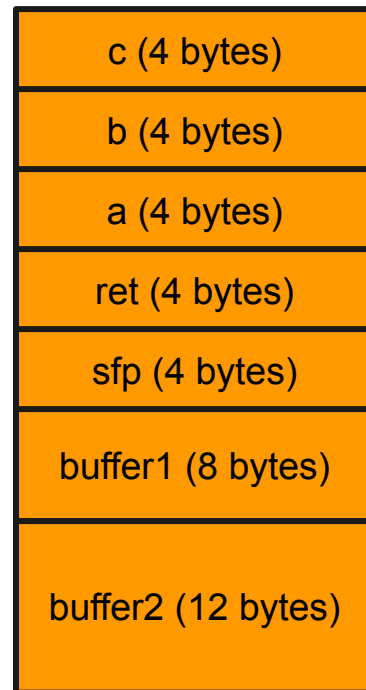 c (4 bytes)
b (4 bytes)
a (4 bytes)
ret (4 bytes)
sfp (4 bytes)
buffer1 (8 bytes)
buffer2 (12 bytes)